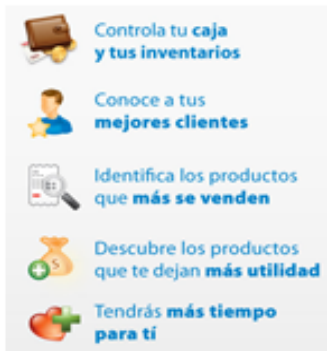 Controla tu caja
y tus inventarios
Conoce a tus
mejores clientes
Identifica los productos
que más se venden
Descubre los productos
que te dejan más utilidad
Tendrás más tiempo
para tí